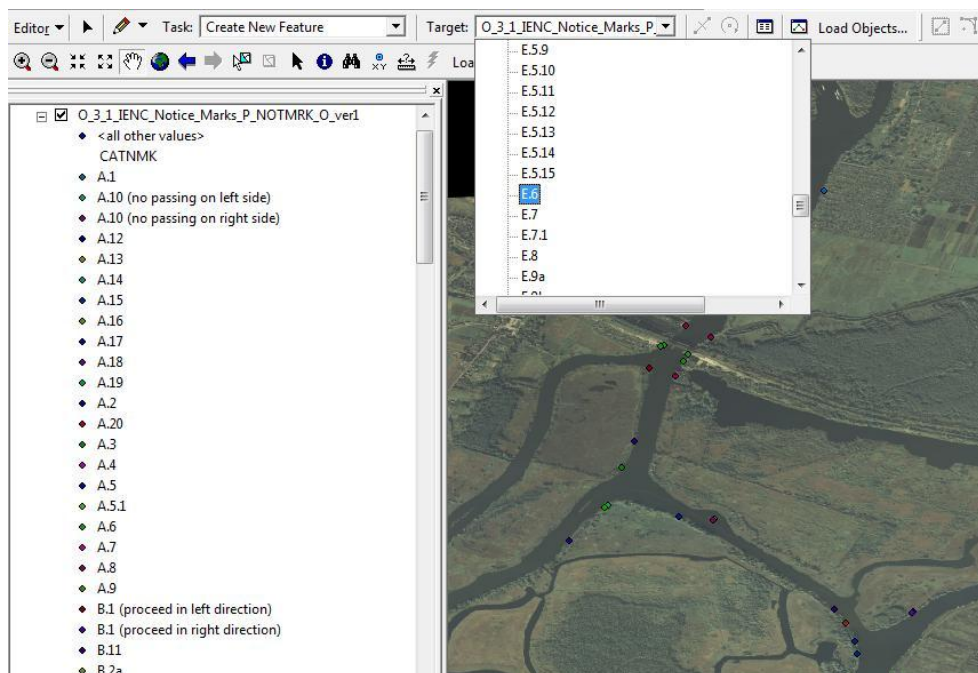 Editor Task: Create New Feature Target: O_3_1_IENC_Notice_Marks_P_ Load Objects...
E.5.9
E.5.10
E.5.11
E.5.12
E.5.13
E.5.14
E.5.15
E.6
E.7
E.7.1
E.8
E.9a
XY
O_3_1_IENC_Notice_Marks_P_NOTMRK_O_ver1
<all other values>
CATNMK
A.1
A.10 (no passing on left side)
A.10 (no passing on right side)
A.12
A.13
A.14
A.15
A.16
A.17
A.18
A.19
A.2
A.20
A.3
A.4
A.5
A.5.1
A.6
A.7
A.8
A.9
B.1 (proceed in left direction)
B.1 (proceed in right direction)
B.11
B.2a